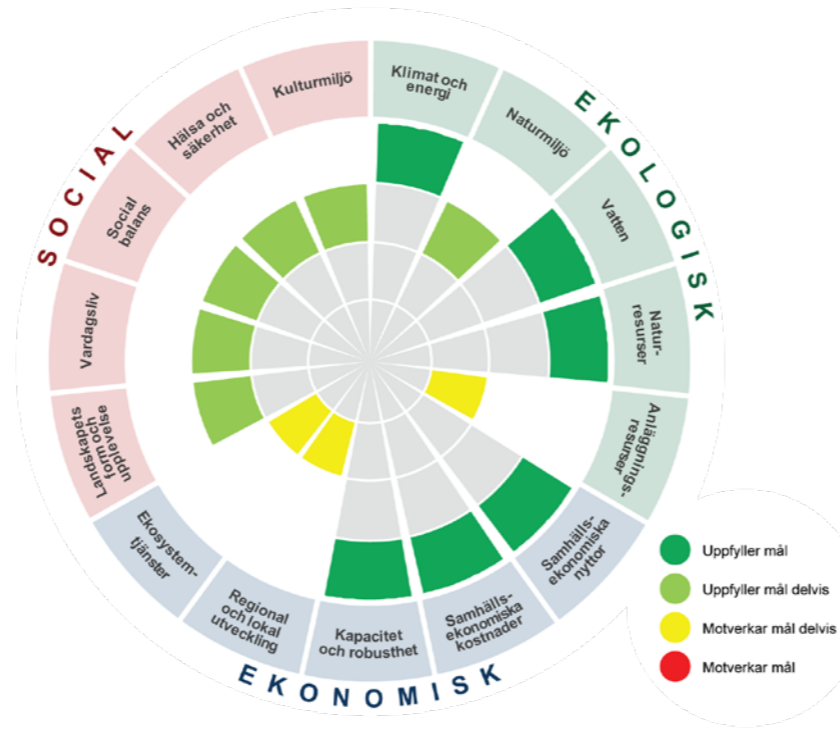 SOCIAL
EKOLOGISK
EKONOMISK
Klimat och
energi
Naturmiljö
Vatten
Natur-
resurser
Anläggnings-
resurser
Samhälls-
ekonomiska
nyttor
Samhälls-
ekonomiska
kostnader
Kapacitet
och robusthet
Regional
och lokal
utveckling
Ekosystem-
tjänster
Landskapets
form och
upplevelse
Vardagsliv
Social
balans
Hälsa och
säkerhet
Kulturmiljö
Uppfyller mål
Uppfyller mål delvis
Motverkar mål delvis
Motverkar mål